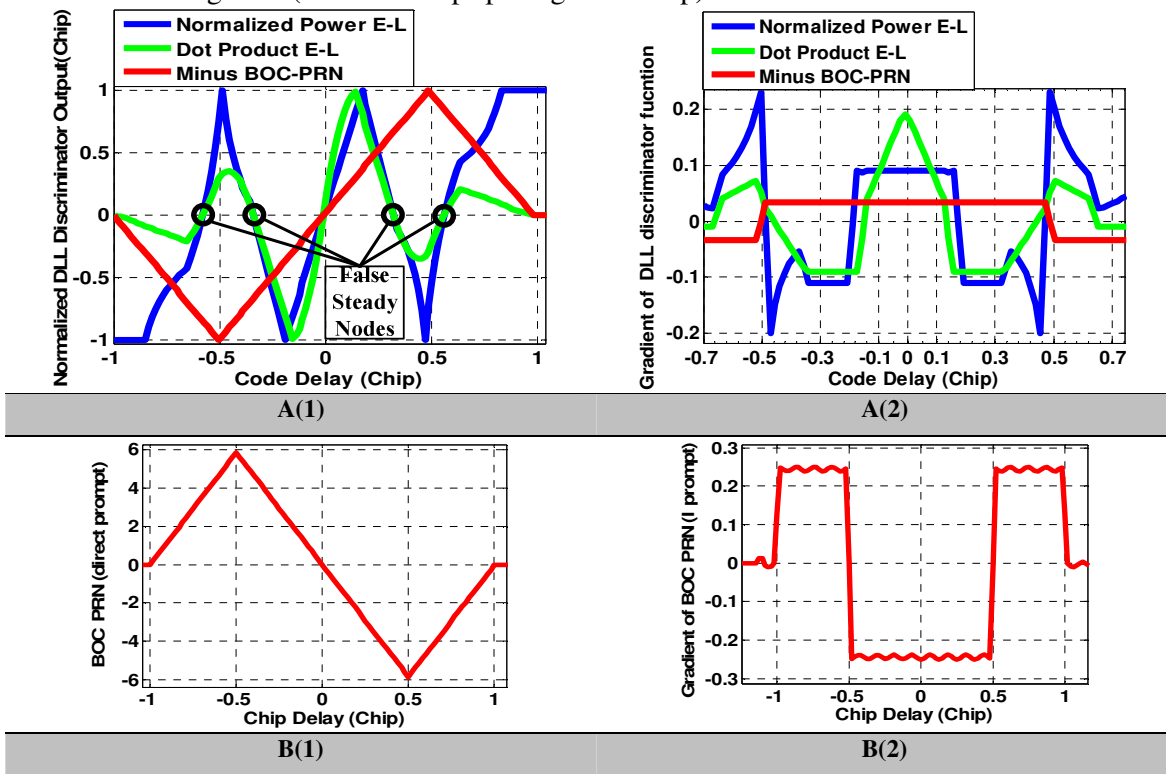 Normalized Power E-L
Dot Product E-L
Minus BOC-PRN
Normalized DLL Discriminator Output(Chip)
1
0.5
0
-0.5
-1
False
Steady
Nodes
-1
-0.5
0
0.5
1
Code Delay (Chip)
A(1)
Normalized Power E-L
Dot Product E-L
Minus BOC-PRN
Gradient of DLL discriminator fucntion
0.2
0.1
0
-0.1
-0.2
-0.7
-0.5
-0.3
-0.1
0
0.1
0.3
0.5
0.7
Code Delay (Chip)
A(2)
BOC PRN (direct prompt)
6
4
2
0
-2
-4
-6
-1
-0.5
0
0.5
1
Chip Delay (Chip)
B(1)
Gradient of BOC PRN (I prompt)
0.3
0.2
0.1
0
-0.1
-0.2
-0.3
-1
-0.5
0
0.5
1
Chip Delay (Chip)
B(2)